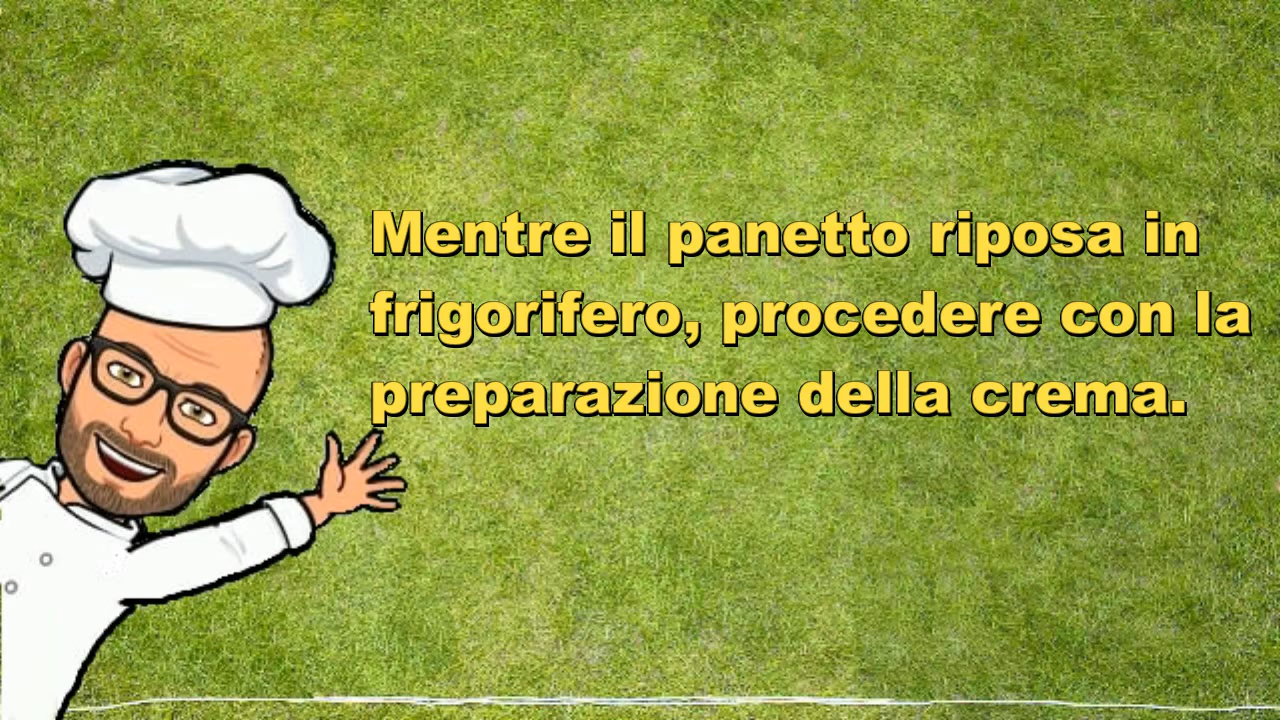 Mentre il panetto riposa in
frigorifero, procedere con la
preparazione della crema.